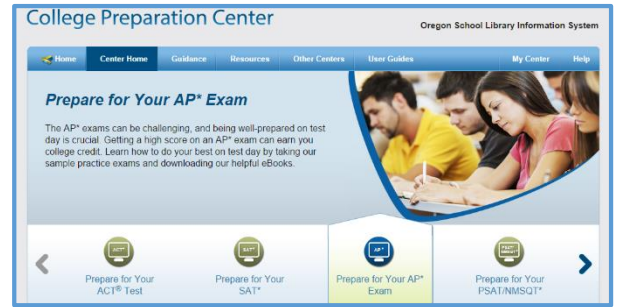 College Preparation Center
Oregon School Library Information System
Home Center Home Guidance Resources Other Centers User Guides My Center Help
Prepare for Your AP* Exam
The AP* exams can be challenging, and being well-prepared on test
day is crucial. Getting a high score on an AP* exam can earn you
college credit. Learn how to do your best on test day by taking our
sample practice exams and downloading our helpful eBooks.
ACT* SAT* AP* PSAT/
NMSQT*
Prepare for Your Prepare for Your Prepare for Your AP* Prepare for Your
ACT® Test SAT* Exam PSAT/NMSQT*